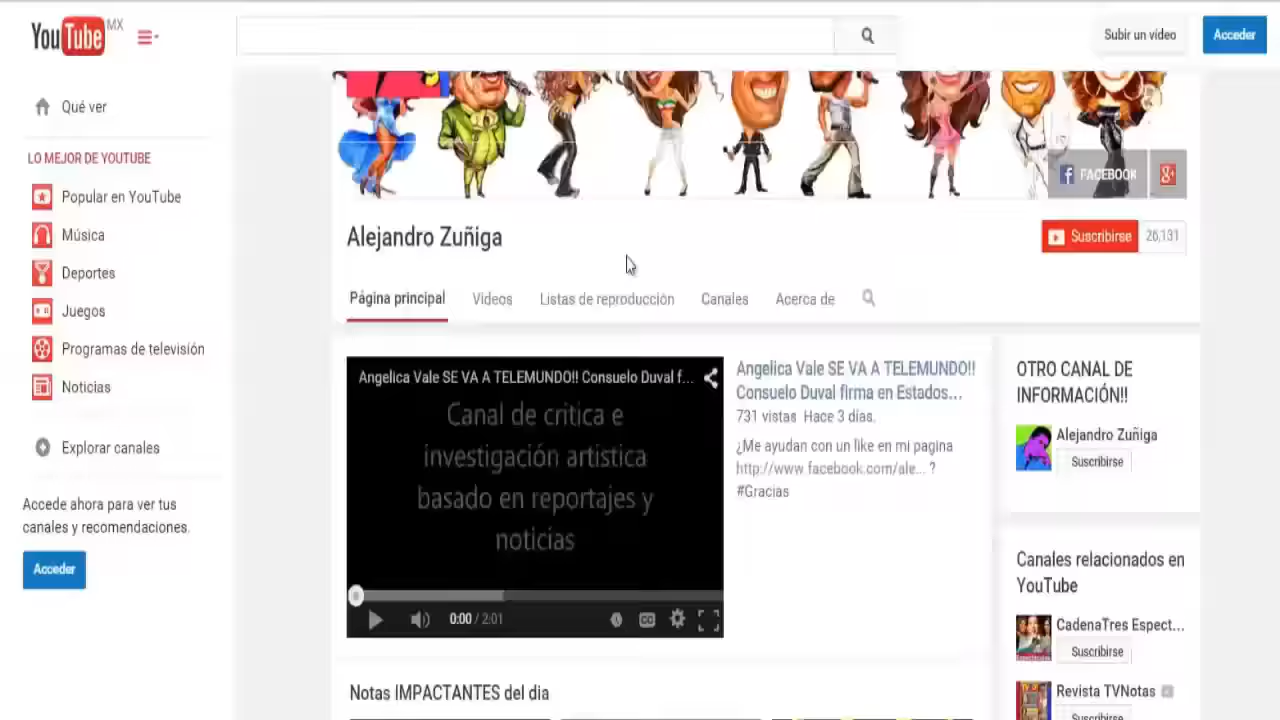 YouTube MX
Subir un vídeo
Acceder
Qué ver
LO MEJOR DE YOUTUBE
Popular en YouTube
Música
Deportes
Juegos
Programas de televisión
Noticias
Explorar canales
Accede ahora para ver tus
canales y recomendaciones.
Acceder
FACEBOOK
Alejandro Zuñiga
Suscribirse 26,131
Página principal Vídeos Listas de reproducción Canales Acerca de
Angelica Vale SE VA A TELEMUNDO!! Consuelo Duval f...
Canal de critica e
investigación artistica
basado en reportajes y
noticias
0:00 / 2:01
Angelica Vale SE VA A TELEMUNDO!!
Consuelo Duval firma en Estados...
731 vistas Hace 3 días.
¿Me ayudan con un like en mi pagina
http://www facebook.com/ale... ?
#Gracias
OTRO CANAL DE
INFORMACIÓN!!
Alejandro Zuñiga
Suscribirse
Canales relacionados en
YouTube
CadenaTres Espect...
Suscribirse
Revista TVNotas
Suscribirse
Notas IMPACTANTES del dia